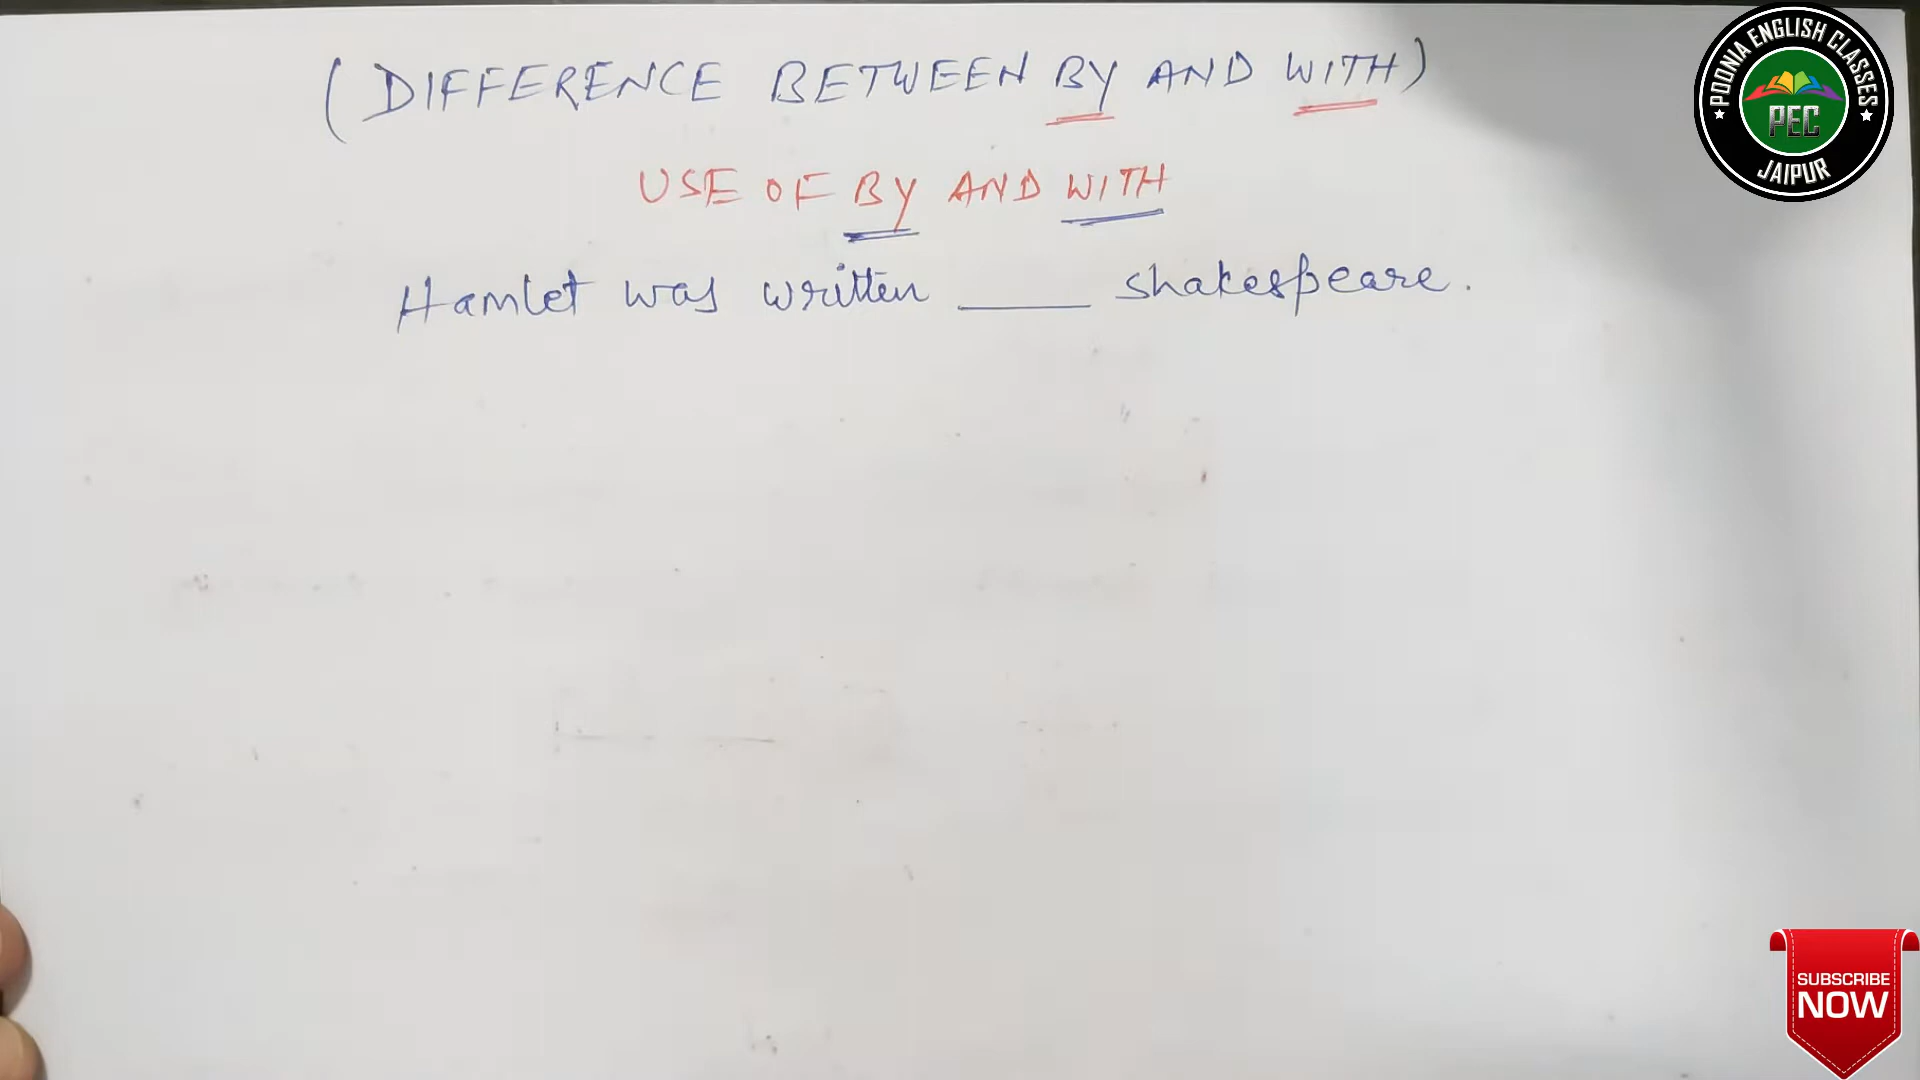 (DIFFERENCE BETWEEN BY AND WITH)
USE OF BY AND WITH
Hamlet was written ____ shakespeare.
POONIA ENGLISH CLASSES
PEC
JAIPUR
SUBSCRIBE
NOW